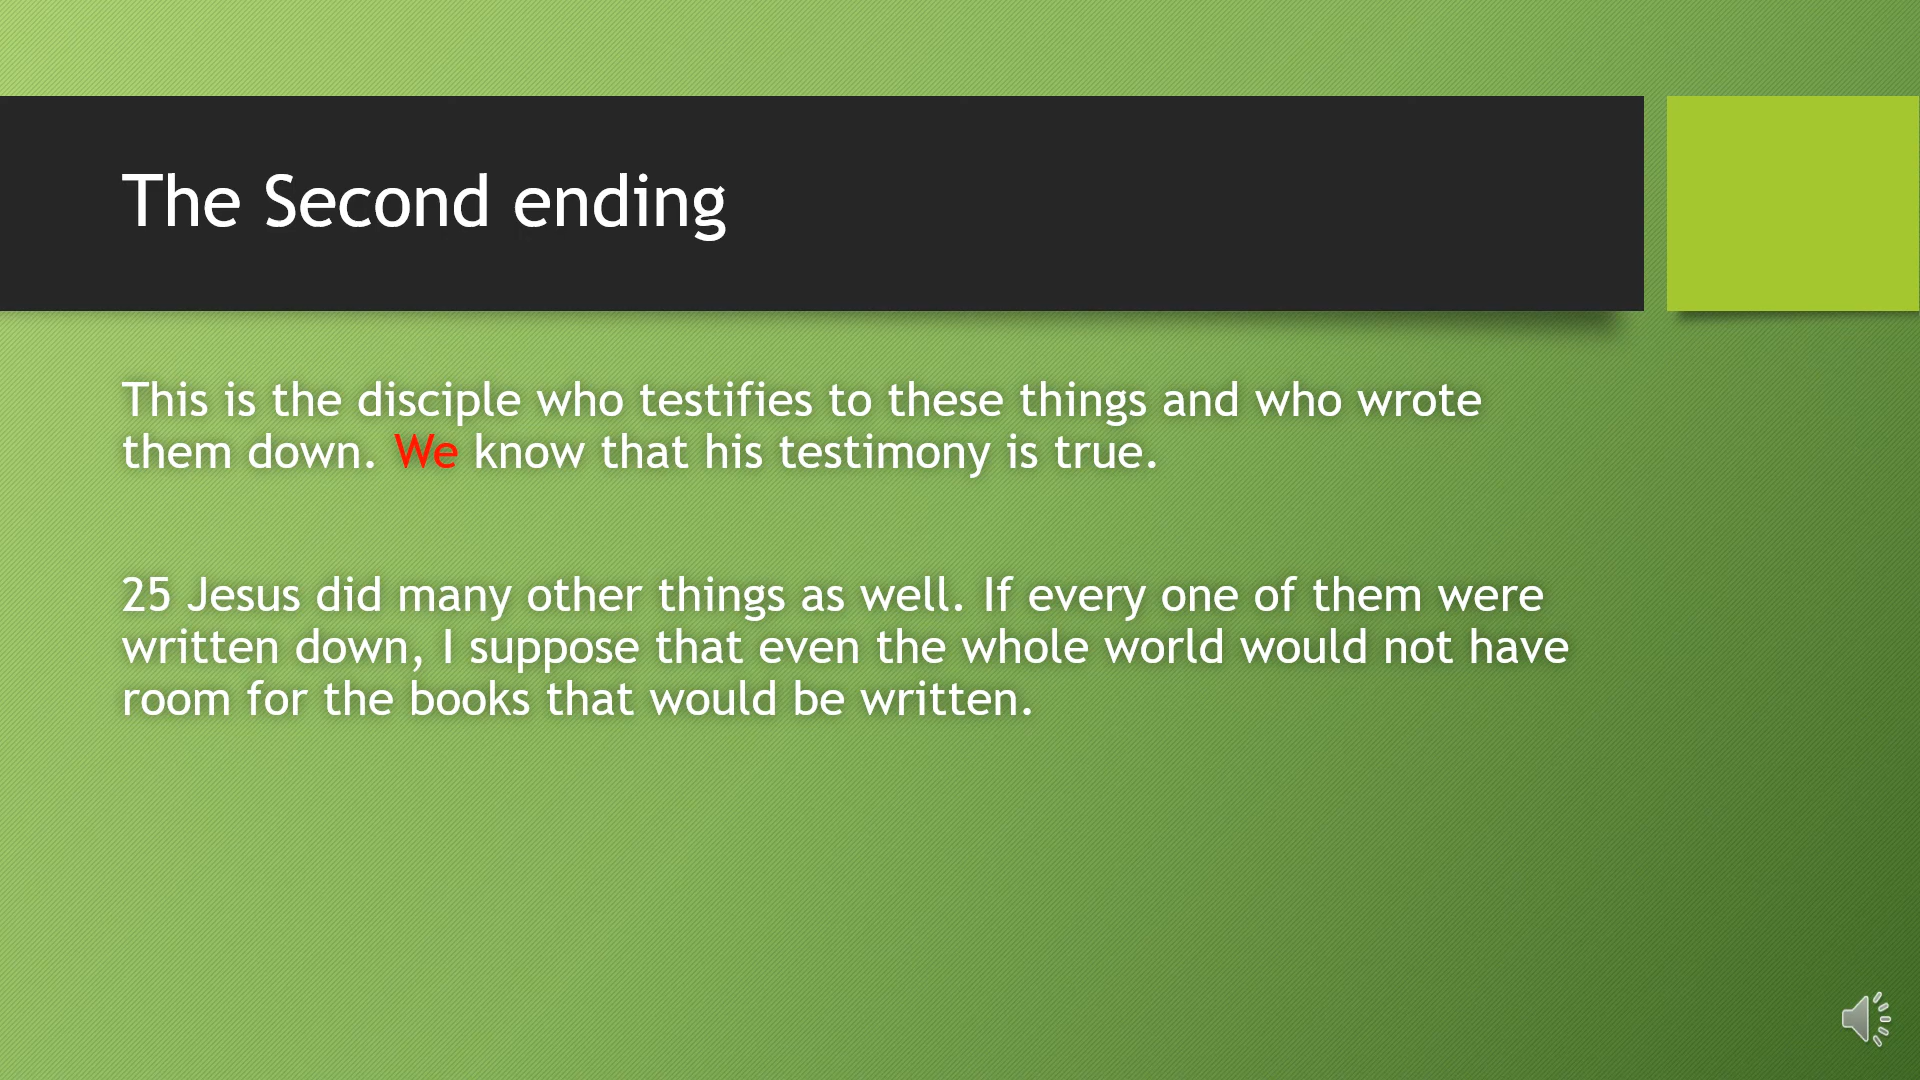 The Second ending
This is the disciple who testifies to these things and who wrote
them down. We know that his testimony is true.
25 Jesus did many other things as well. If every one of them were
written down, I suppose that even the whole world would not have
room for the books that would be written.